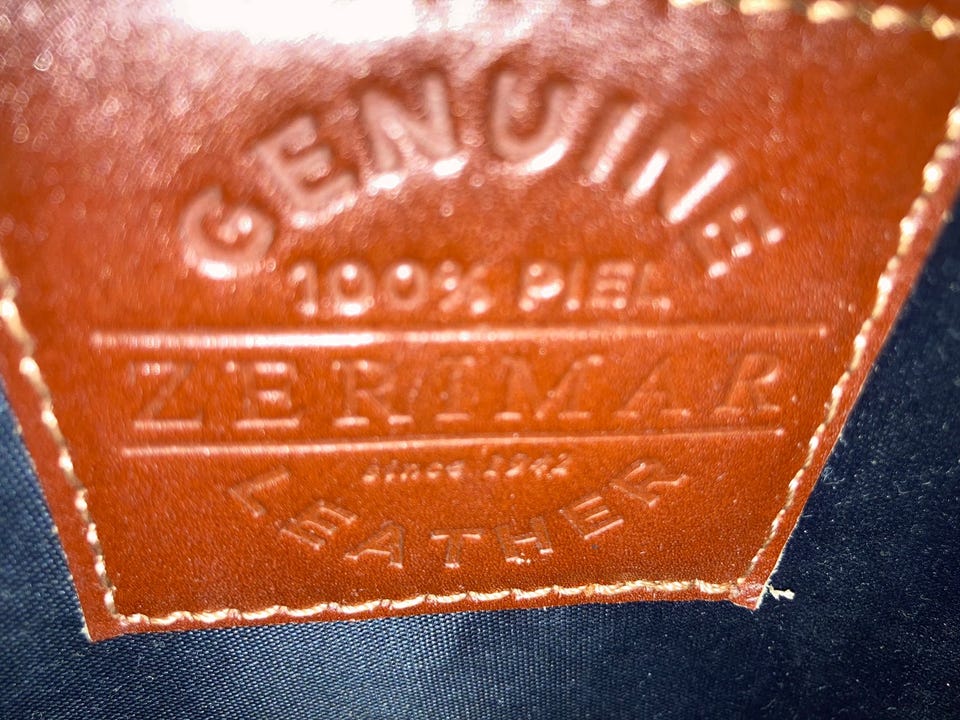 GENUINE
100% PIEL
ZERIMAR
since 1942
LEATHER